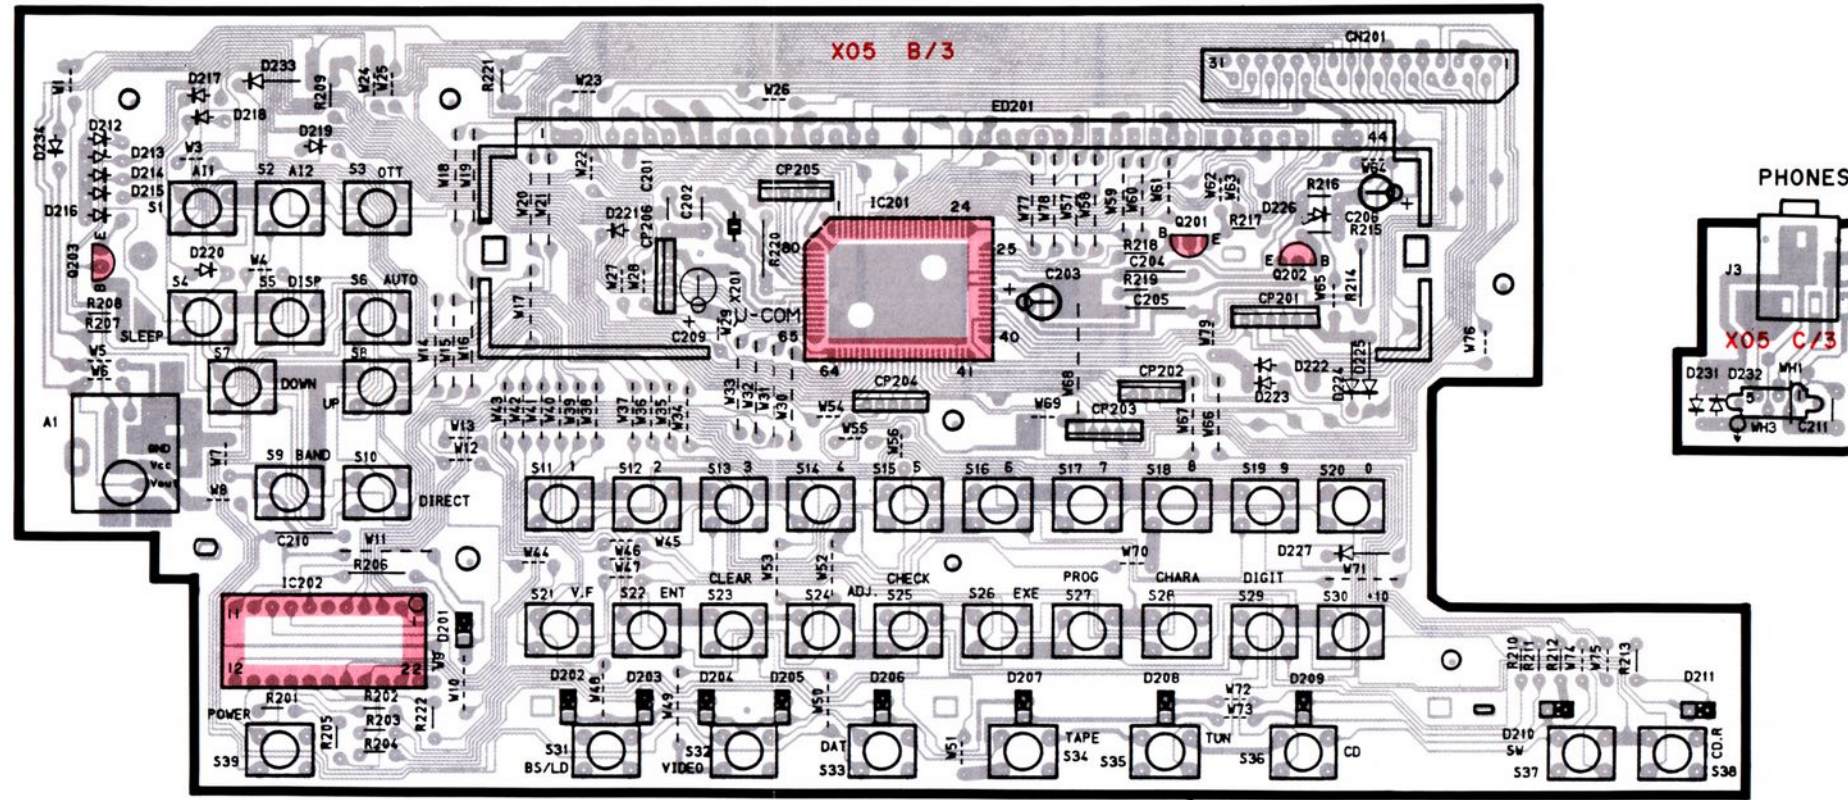 X05 B/3
CN201
31
1
ED201
44
W1
D217
D233
R209
W24
W25
R221
W23
W26
D218
D219
D234
D212
D213
D214
D215
D216
W3
S1
AI1
S2
AI2
S3
OTT
W18
W19
W20
W21
W22
C201
C202
CP205
CP206
D221
IC201
1
24
25
40
41
64
65
80
R220
X201
µ-COM
C209
W29
W27
W28
W17
W77
W78
W57
W58
W59
W60
W61
W62
W63
W64
R216
D226
C206
R215
Q201
B
E
R217
R218
C204
R219
C205
C203
E
B
Q202
W65
R214
CP201
W79
W76
D222
D223
D224
D225
Q203
E
B
D220
W4
R208
R207
S4
SLEEP
S5
DISP
S6
AUTO
W5
W6
S7
DOWN
S8
UP
W14
W15
W16
A1
GND
Vcc
Vout
W7
W8
S9
BAND
S10
DIRECT
W13
W12
W43
W42
W41
W40
W39
W38
W37
W36
W35
W34
W33
W32
W31
W30
CP204
W54
W55
W56
W69
W68
CP202
CP203
W67
W66
S11
1
S12
2
S13
3
S14
4
S15
5
S16
6
S17
7
S18
8
S19
9
S20
0
C210
W11
R206
W44
W46
W45
W47
W53
W52
W70
D227
W71
IC202
11
1
12
22
D201
W9
W10
S21
V.F
S22
ENT
CLEAR
S23
S24
ADJ.
CHECK
S25
S26
EXE
PROG
S27
CHARA
S28
DIGIT
S29
S30
+10
R210
R211
R212
W74
W75
R213
R201
R202
R203
R204
R205
R222
POWER
S39
D202
W48
D203
W49
D204
D205
W50
D206
D207
D208
W72
W73
D209
D210
D211
S31
BS/LD
S32
VIDEO
DAT
S33
W51
TAPE
S34
S35
TUN
S36
CD
SW
S37
CD.R
S38
PHONES
J3
X05 C/3
D231
D232
WH1
5
1
WH3
C211